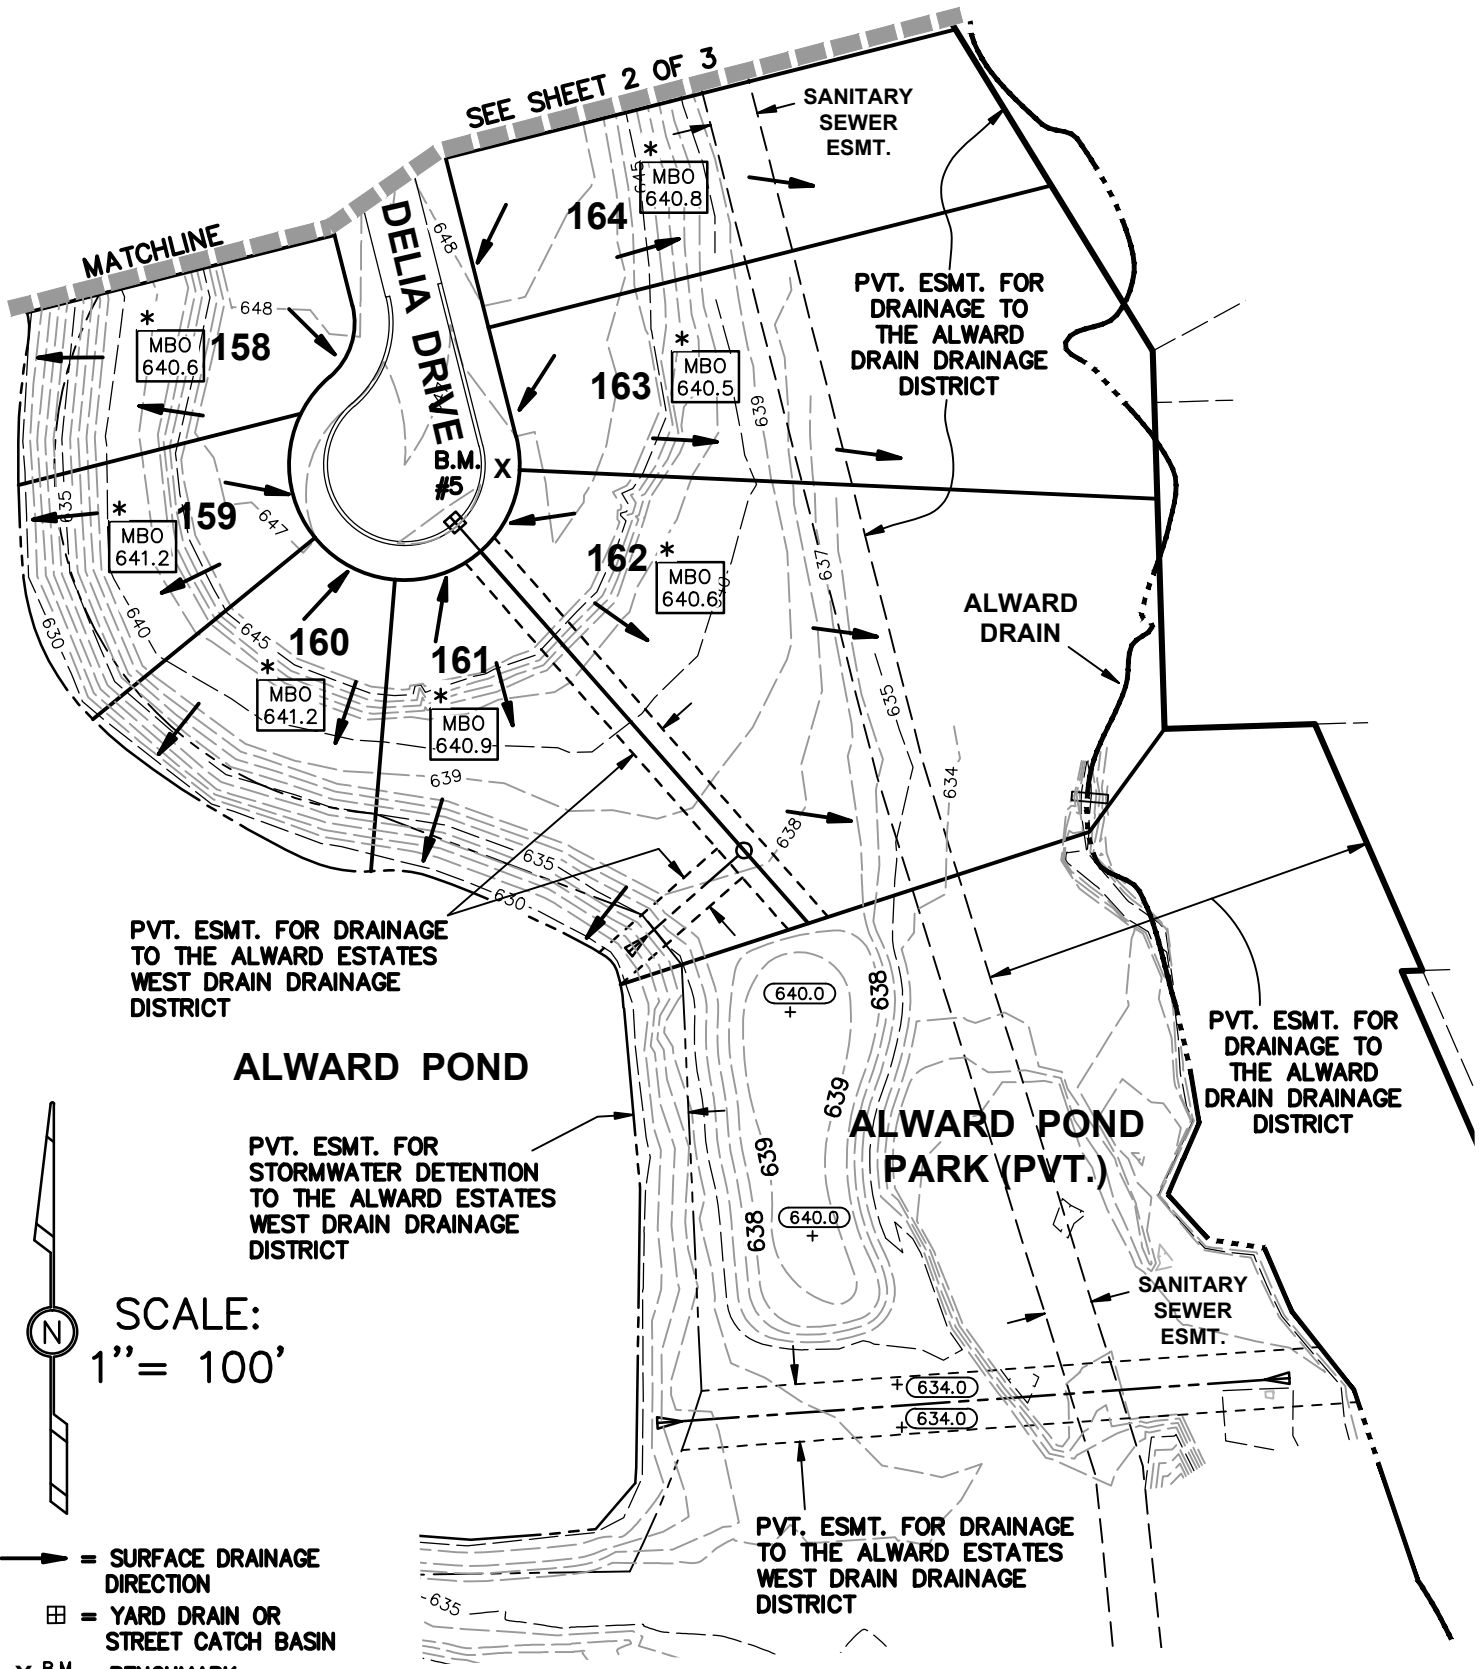 SEE SHEET 2 OF 3
MATCHLINE
SANITARY
SEWER
ESMT.
*
MBO
640.8
645
164
648
DELIA DRIVE
PVT. ESMT. FOR
DRAINAGE TO
THE ALWARD
DRAIN DRAINAGE
DISTRICT
648
*
MBO
640.6
158
*
MBO
640.5
163
639
B.M.
#5
X
635
*
MBO
641.2
159
647
162
*
MBO
640.6
640
637
ALWARD
DRAIN
630
640
645
160
161
*
MBO
641.2
*
MBO
640.9
635
639
634
638
635
630
PVT. ESMT. FOR DRAINAGE
TO THE ALWARD ESTATES
WEST DRAIN DRAINAGE
DISTRICT
640.0
638
PVT. ESMT. FOR
DRAINAGE TO
THE ALWARD
DRAIN DRAINAGE
DISTRICT
ALWARD POND
639
639
ALWARD POND
PARK (PVT.)
PVT. ESMT. FOR
STORMWATER DETENTION
TO THE ALWARD ESTATES
WEST DRAIN DRAINAGE
DISTRICT
638
640.0
SANITARY
SEWER
ESMT.
N
SCALE:
1"= 100'
634.0
634.0
PVT. ESMT. FOR DRAINAGE
TO THE ALWARD ESTATES
WEST DRAIN DRAINAGE
DISTRICT
= SURFACE DRAINAGE
DIRECTION
= YARD DRAIN OR
STREET CATCH BASIN
635